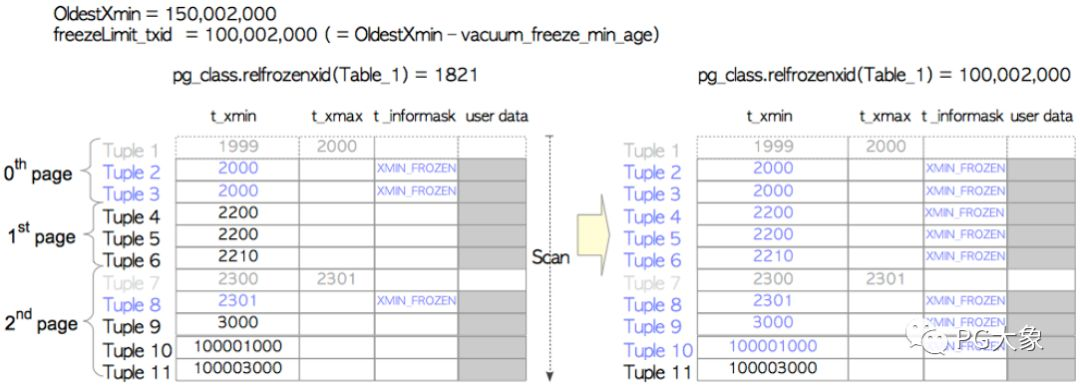 OldestXmin = 150,002,000
freezeLimit_txid = 100,002,000 ( = OldestXmin – vacuum_freeze_min_age)
pg_class.relfrozenxid(Table_1) = 1821
t_xmin t_xmax t_informask user data
0th page
Tuple 1 1999 2000
Tuple 2 2000 XMIN_FROZEN
Tuple 3 2000 XMIN_FROZEN
1st page
Tuple 4 2200
Tuple 5 2200
Tuple 6 2210
2nd page
Tuple 7 2300 2301
Tuple 8 2301 XMIN_FROZEN
Tuple 9 3000
Tuple 10 100001000
Tuple 11 100003000
Scan
pg_class.relfrozenxid(Table_1) = 100,002,000
t_xmin t_xmax t_informask user data
Tuple 1 1999 2000
Tuple 2 2000 XMIN_FROZEN
Tuple 3 2000 XMIN_FROZEN
Tuple 4 2200 XMIN_FROZEN
Tuple 5 2200 XMIN_FROZEN
Tuple 6 2210 XMIN_FROZEN
Tuple 7 2300 2301
Tuple 8 2301 XMIN_FROZEN
Tuple 9 3000 XMIN_FROZEN
Tuple 10 100001000 XMIN_FROZEN
Tuple 11 100003000
PG大象